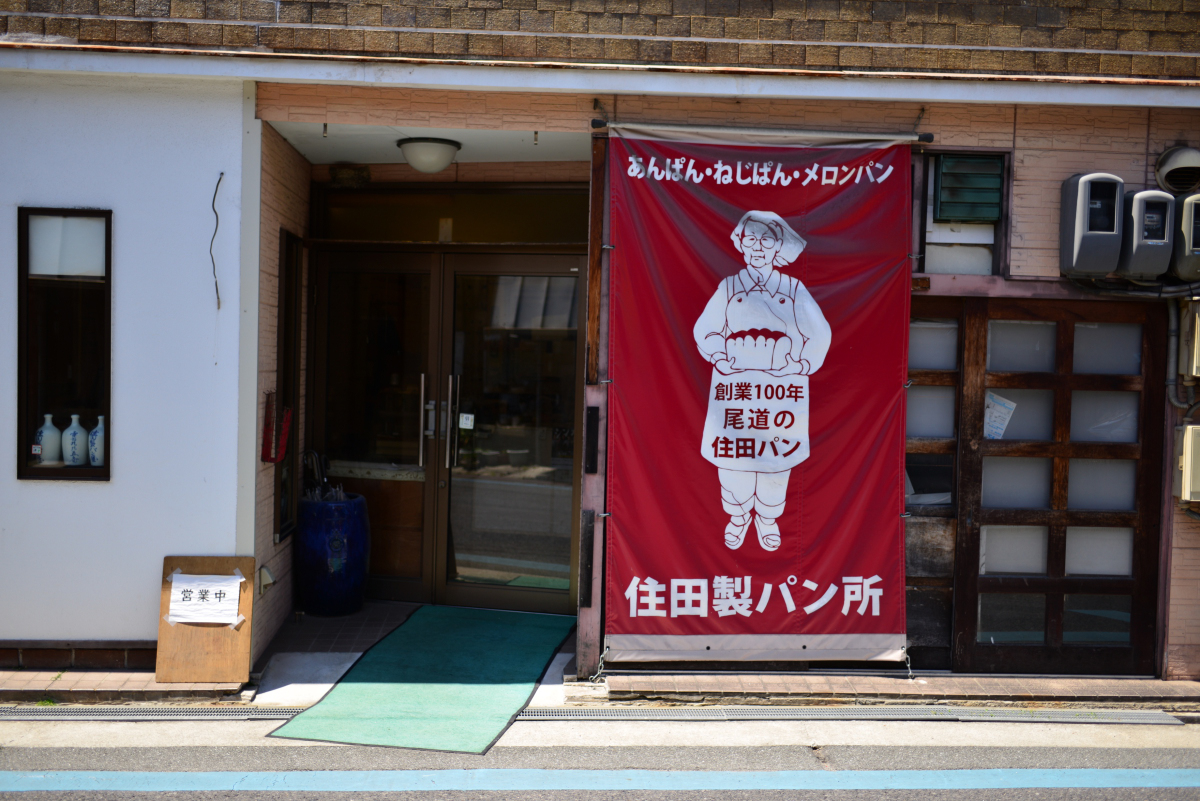 あんぱん・ねじぱん・メロンパン
創業100年
尾道の
住田パン
住田製パン所
営業中